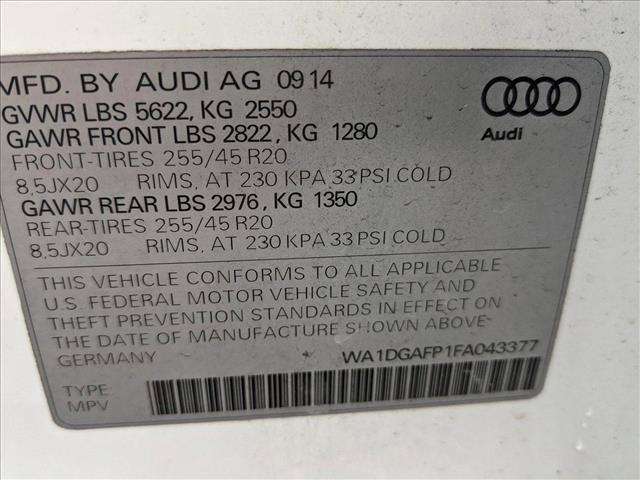 MFD. BY AUDI AG 09 14
GVWR LBS 5622, KG 2550
GAWR FRONT LBS 2822, KG 1280
FRONT-TIRES 255/45 R20
8,5JX20 RIMS, AT 230 KPA 33 PSI COLD
GAWR REAR LBS 2976, KG 1350
REAR-TIRES 255/45 R20
8,5JX20 RIMS, AT 230 KPA 33 PSI COLD
Audi
THIS VEHICLE CONFORMS TO ALL APPLICABLE
U.S. FEDERAL MOTOR VEHICLE SAFETY AND
THEFT PREVENTION STANDARDS IN EFFECT ON
THE DATE OF MANUFACTURE SHOWN ABOVE.
GERMANY * WA1DGAFP1FA043377 *
TYPE
MPV